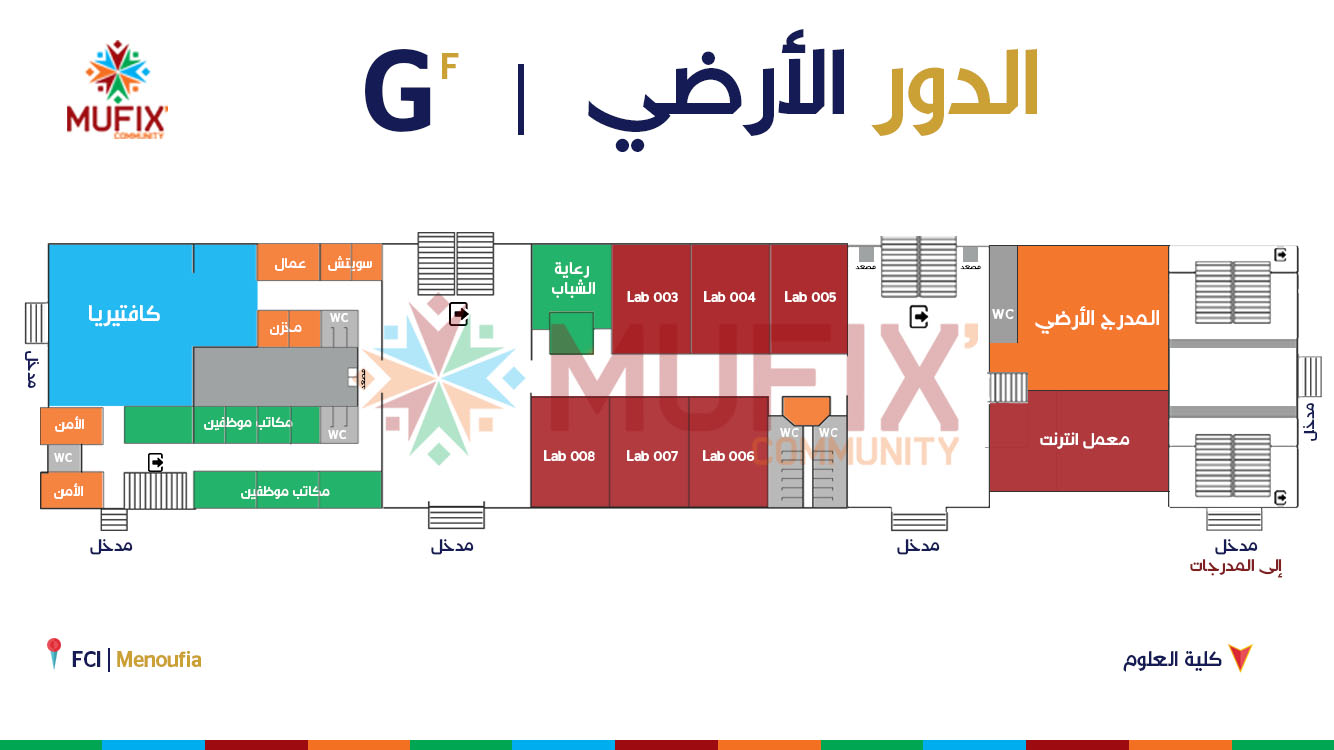 MUFIX'
COMMUNITY
الدور الأرضي | G F
كافتيريا
عمال
سويتش
مخزن
WC
مصعد
WC
مكاتب موظفين
مكاتب موظفين
الأمن
WC
الأمن
مدخل
مدخل
رعاية
الشباب
Lab 003
Lab 004
Lab 005
Lab 008
Lab 007
Lab 006
WC
WC
MUFIX'
COMMUNITY
مدخل
مصعد
مصعد
WC
المدرج الأرضي
معمل انترنت
مدخل
مدخل
مدخل
إلى المدرجات
FCI | Menoufia
كلية العلوم